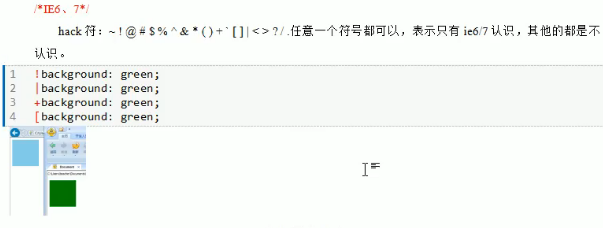 /*IE6、7*/
hack 符：~ ! @ # $ % ^ & * ( ) + ` [ ] | < > ? / .任意一个符号都可以，表示只有 ie6/7 认识，其他的都是不
认识。
1 !background: green;
2 |background: green;
3 +background: green;
4 [background: green;
Document